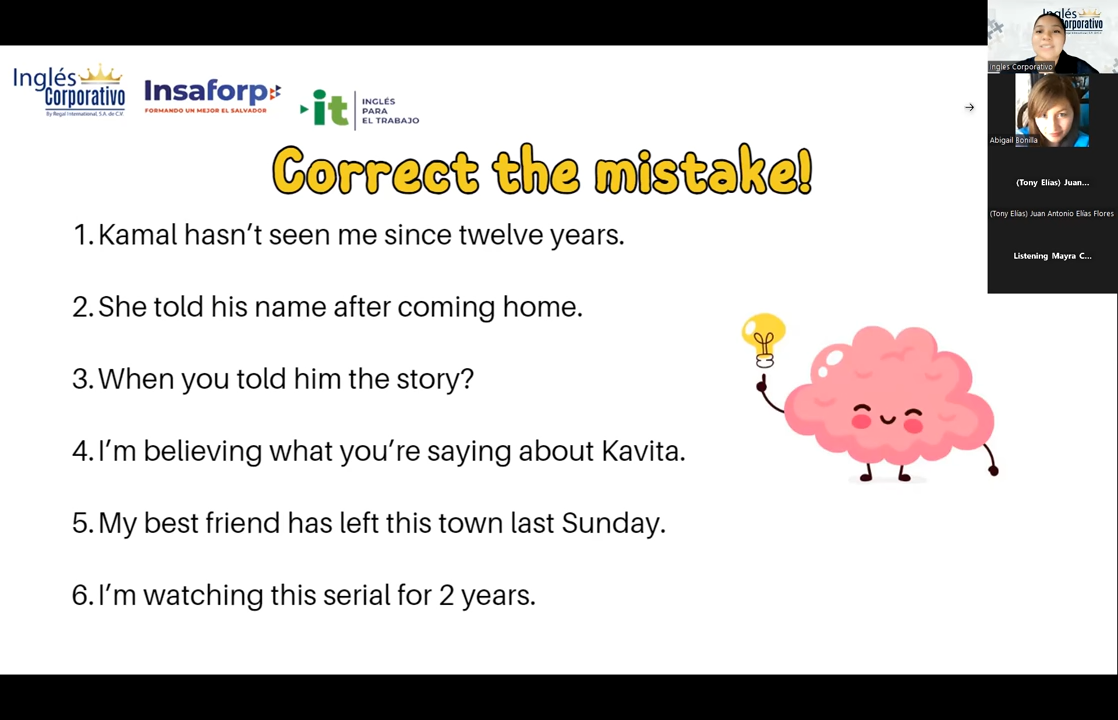 Inglés
Corporativo
By Regal International, S.A. de C.V.
Insaforp
FORMANDO UN MEJOR EL SALVADOR
it
INGLÉS
PARA
EL TRABAJO
Correct the mistake!
1. Kamal hasn’t seen me since twelve years.
2. She told his name after coming home.
3. When you told him the story?
4. I’m believing what you’re saying about Kavita.
5. My best friend has left this town last Sunday.
6. I’m watching this serial for 2 years.
Inglés Corporativo
Abigail Bonilla
(Tony Elías) Juan...
(Tony Elías) Juan Antonio Elías Flores
Listening Mayra C...